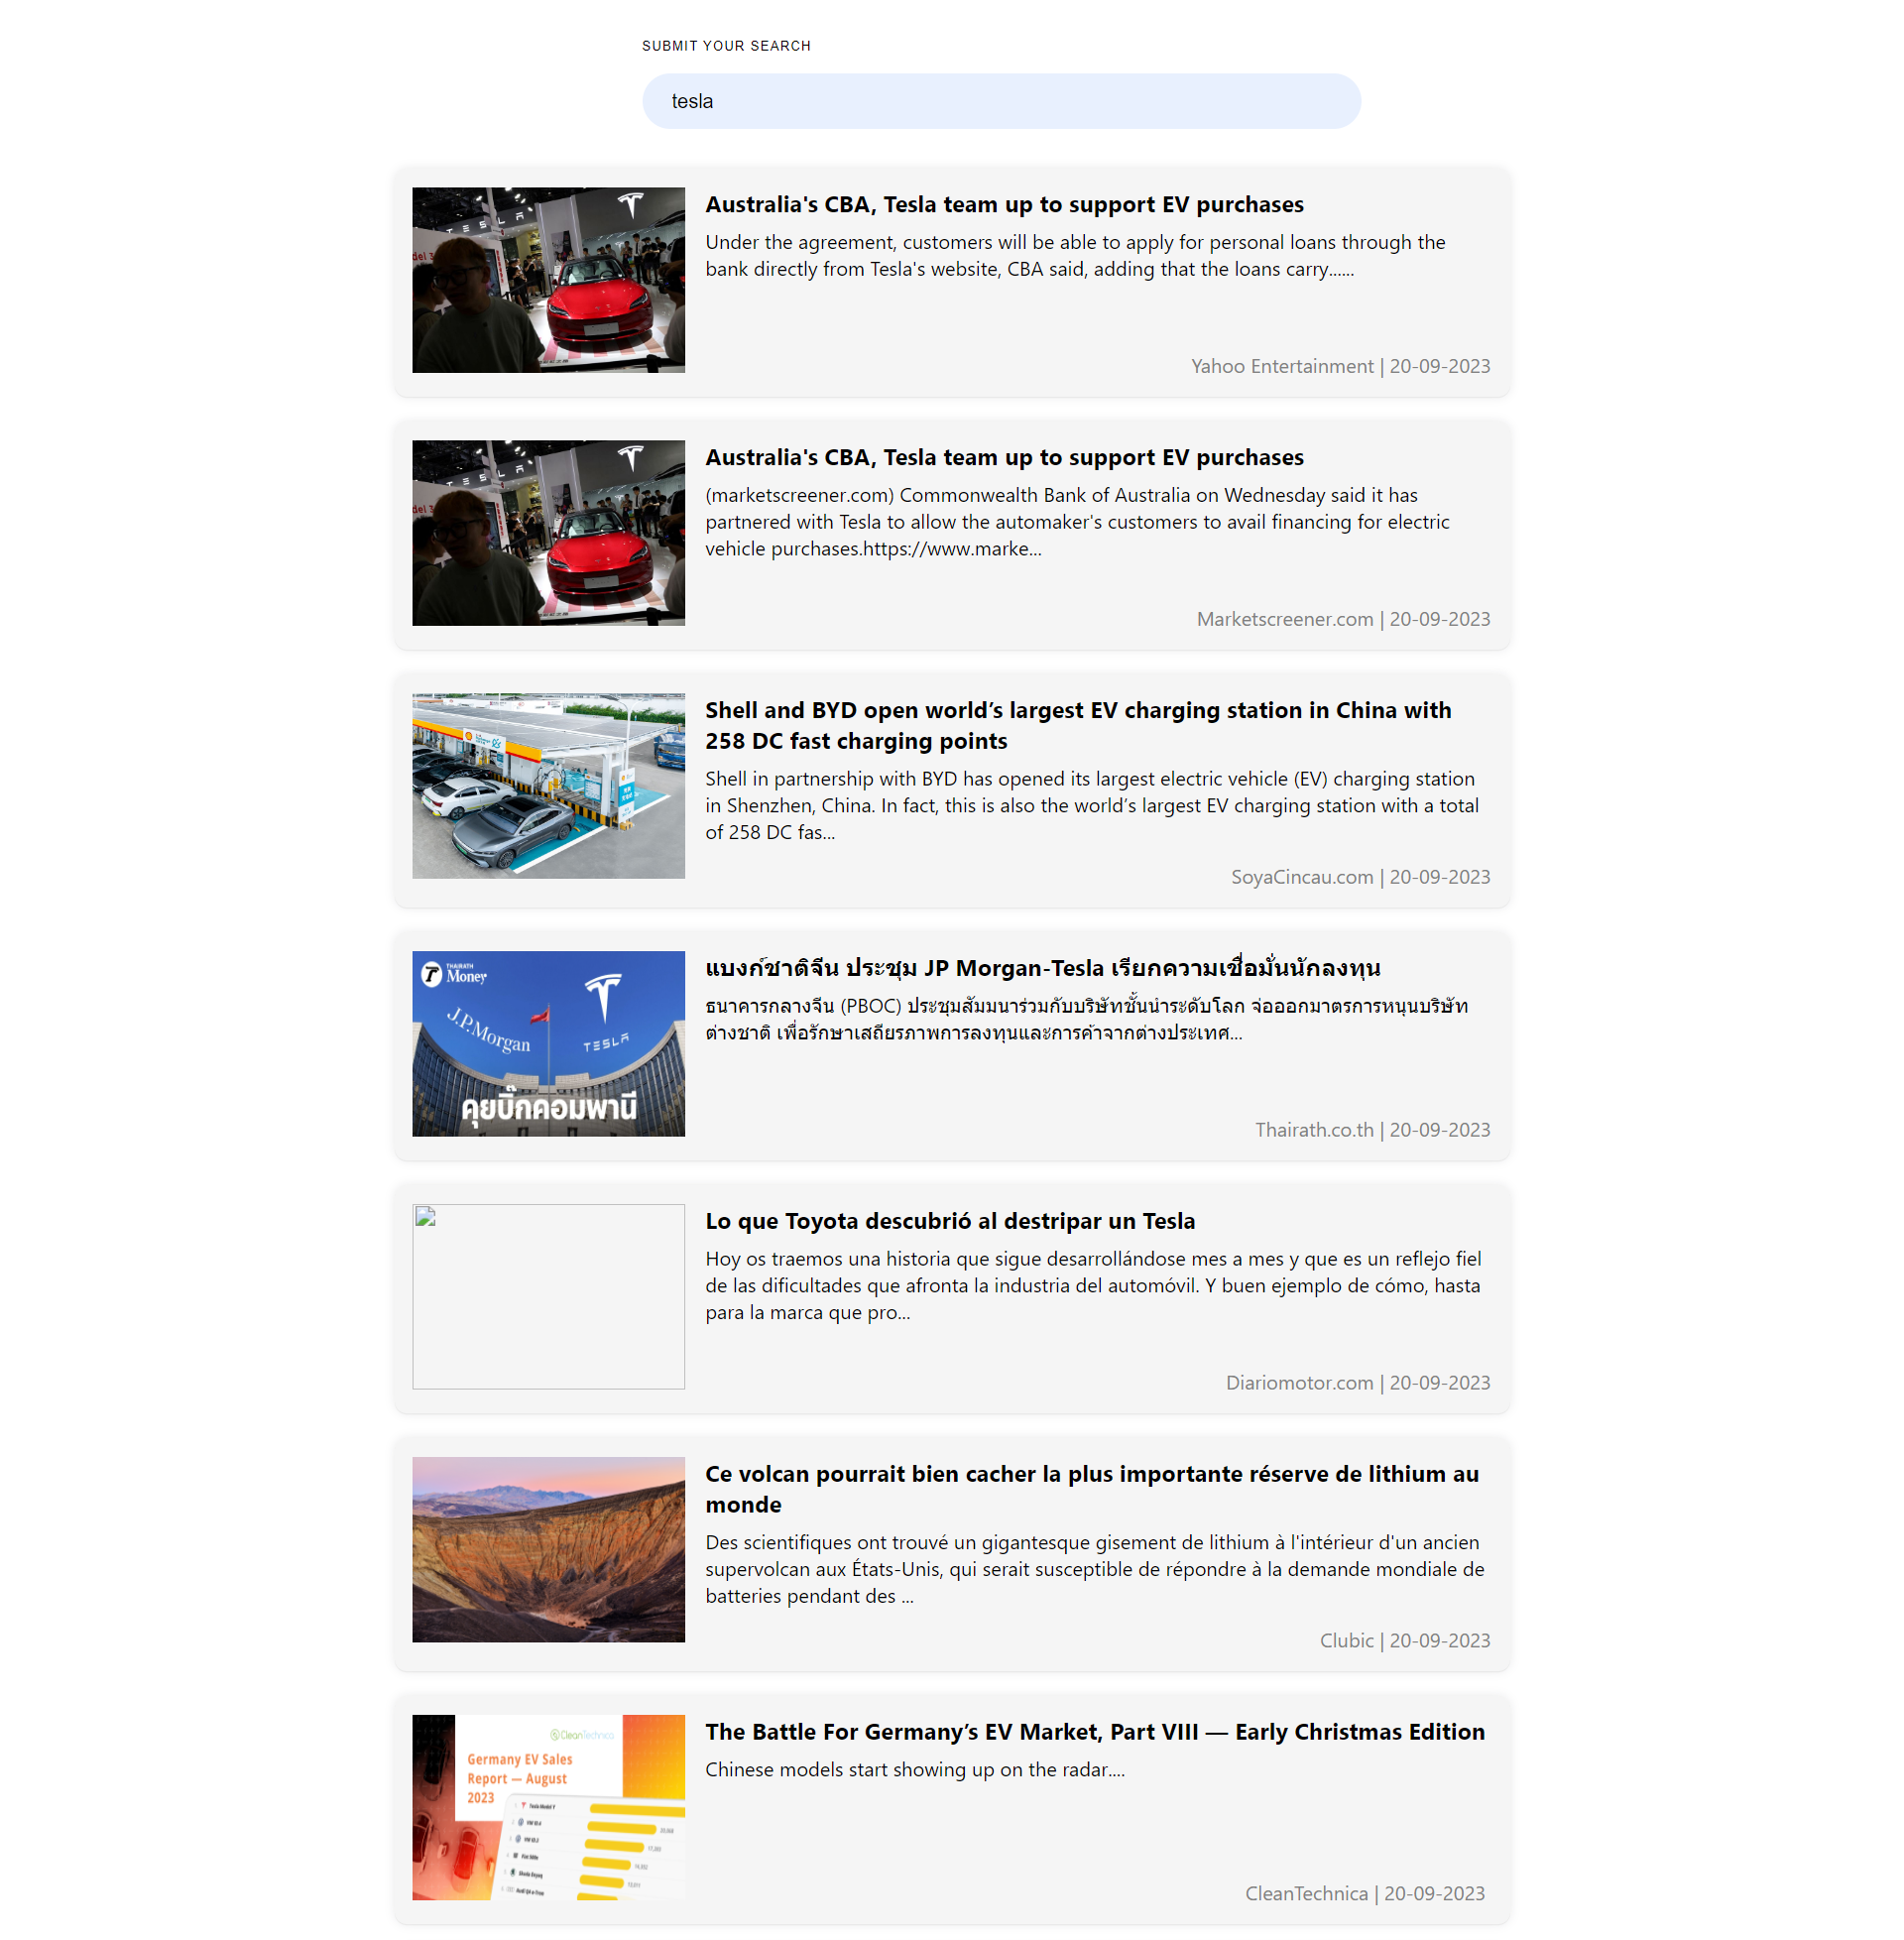 SUBMIT YOUR SEARCH
tesla
TESLA
del 3
Australia's CBA, Tesla team up to support EV purchases
Under the agreement, customers will be able to apply for personal loans through the
bank directly from Tesla's website, CBA said, adding that the loans carry......
Yahoo Entertainment | 20-09-2023
TESLA
del 3
Australia's CBA, Tesla team up to support EV purchases
(marketscreener.com) Commonwealth Bank of Australia on Wednesday said it has
partnered with Tesla to allow the automaker's customers to avail financing for electric
vehicle purchases.https://www.marke...
Marketscreener.com | 20-09-2023
Shell and BYD open world’s largest EV charging station in China with
258 DC fast charging points
Shell in partnership with BYD has opened its largest electric vehicle (EV) charging station
in Shenzhen, China. In fact, this is also the world’s largest EV charging station with a total
of 258 DC fas...
SoyaCincau.com | 20-09-2023
THAIRATH
Money
J.P.Morgan
TESLA
คุยบิ๊กคอมพานี
แบงก์ชาติจีน ประชุม JP Morgan-Tesla เรียกความเชื่อมั่นนักลงทุน
ธนาคารกลางจีน (PBOC) ประชุมสัมมนาร่วมกับบริษัทชั้นนำระดับโลก จ่อออกมาตรการหนุนบริษัท
ต่างชาติ เพื่อรักษาเสถียรภาพการลงทุนและการค้าจากต่างประเทศ...
Thairath.co.th | 20-09-2023
Lo que Toyota descubrió al destripar un Tesla
Hoy os traemos una historia que sigue desarrollándose mes a mes y que es un reflejo fiel
de las dificultades que afronta la industria del automóvil. Y buen ejemplo de cómo, hasta
para la marca que pro...
Diariomotor.com | 20-09-2023
Ce volcan pourrait bien cacher la plus importante réserve de lithium au
monde
Des scientifiques ont trouvé un gigantesque gisement de lithium à l'intérieur d'un ancien
supervolcan aux États-Unis, qui serait susceptible de répondre à la demande mondiale de
batteries pendant des ...
Clubic | 20-09-2023
CleanTechnica
Germany EV Sales
Report — August
2023
Tesla Model Y
The Battle For Germany’s EV Market, Part VIII — Early Christmas Edition
Chinese models start showing up on the radar....
CleanTechnica | 20-09-2023